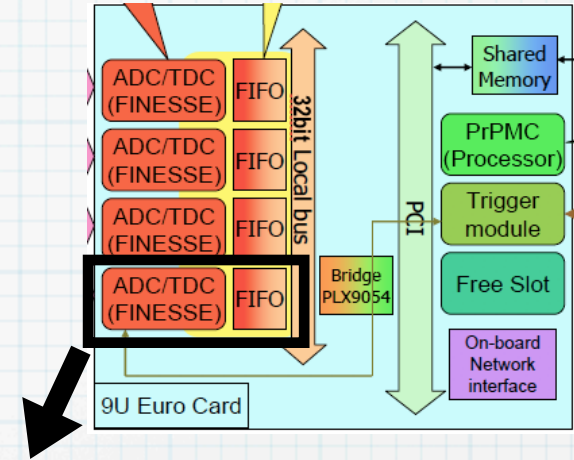 ADC/TDC
(FINESSE)
FIFO
ADC/TDC
(FINESSE)
FIFO
ADC/TDC
(FINESSE)
FIFO
ADC/TDC
(FINESSE)
FIFO
32bit Local bus
Bridge
PLX9054
PCI
Shared
Memory
PrPMC
(Processor)
Trigger
module
Free Slot
On-board
Network
interface
9U Euro Card